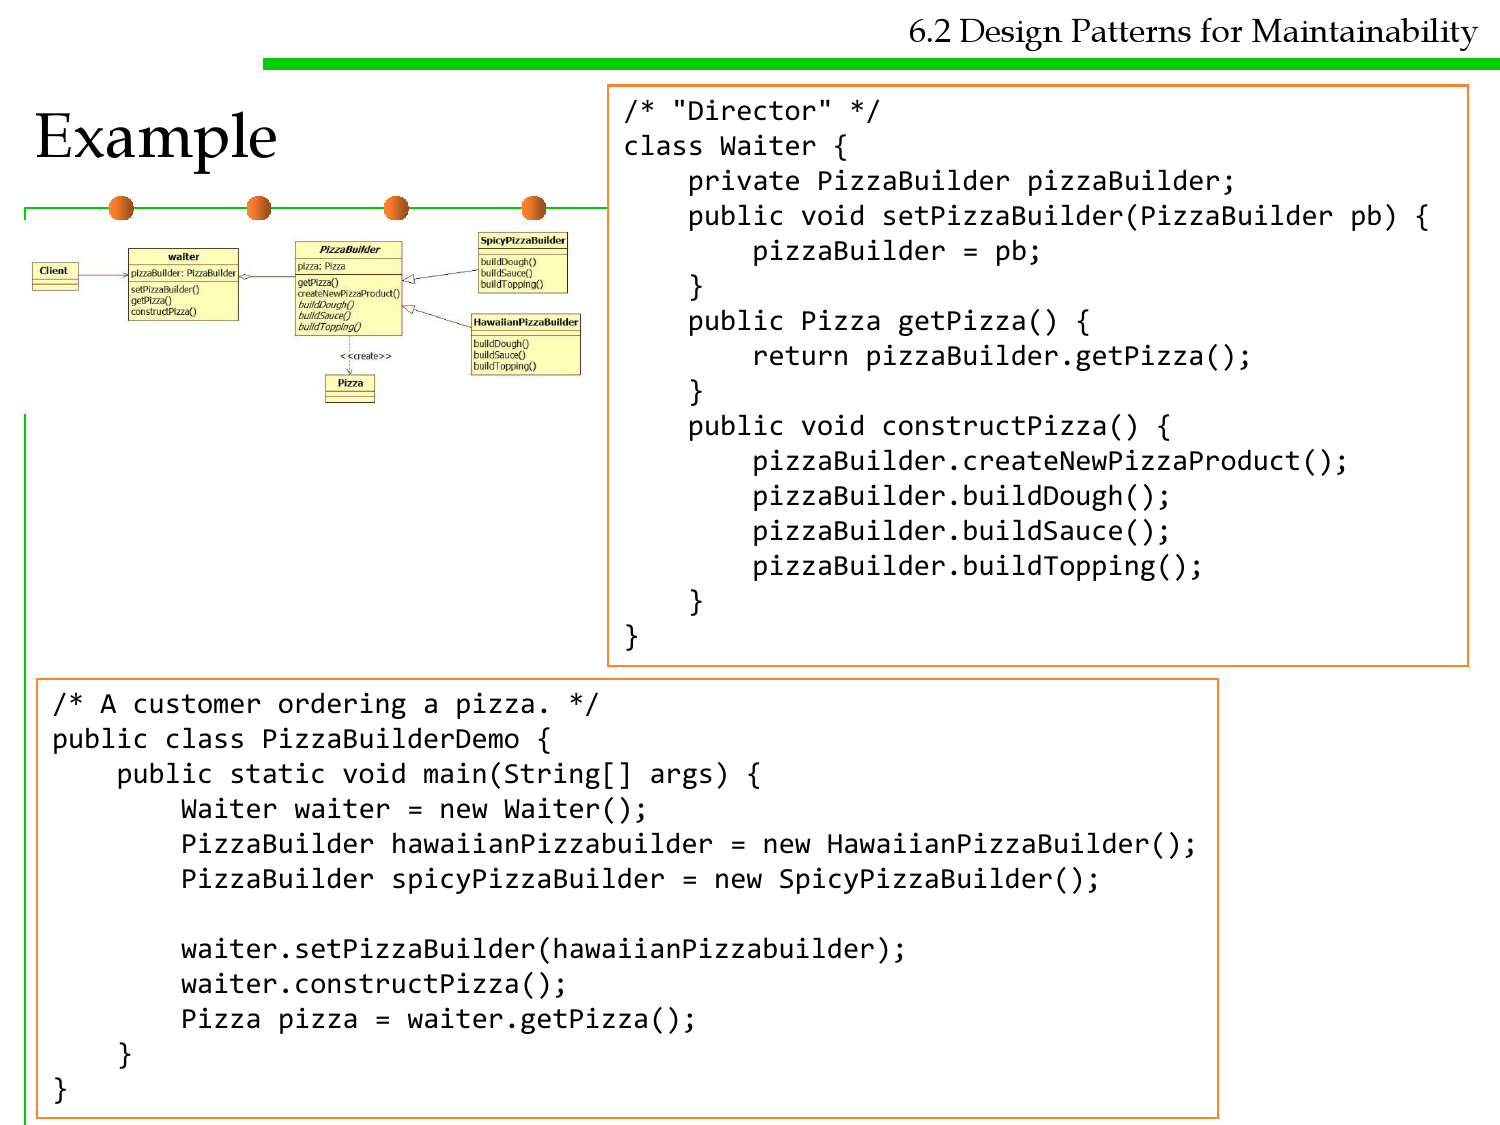 6.2 Design Patterns for Maintainability
Example
Client
waiter
pizzaBuilder: PizzaBuilder
setPizzaBuilder()
getPizza()
constructPizza()
PizzaBuilder
pizza: Pizza
getPizza()
createNewPizzaProduct()
buildDough()
buildSauce()
buildTopping()
<<create>>
Pizza
SpicyPizzaBuilder
buildDough()
buildSauce()
buildTopping()
HawaiianPizzaBuilder
buildDough()
buildSauce()
buildTopping()
/* "Director" */
class Waiter {
    private PizzaBuilder pizzaBuilder;
    public void setPizzaBuilder(PizzaBuilder pb) {
        pizzaBuilder = pb;
    }
    public Pizza getPizza() {
        return pizzaBuilder.getPizza();
    }
    public void constructPizza() {
        pizzaBuilder.createNewPizzaProduct();
        pizzaBuilder.buildDough();
        pizzaBuilder.buildSauce();
        pizzaBuilder.buildTopping();
    }
}
/* A customer ordering a pizza. */
public class PizzaBuilderDemo {
    public static void main(String[] args) {
        Waiter waiter = new Waiter();
        PizzaBuilder hawaiianPizzabuilder = new HawaiianPizzaBuilder();
        PizzaBuilder spicyPizzaBuilder = new SpicyPizzaBuilder();
        waiter.setPizzaBuilder(hawaiianPizzabuilder);
        waiter.constructPizza();
        Pizza pizza = waiter.getPizza();
    }
}